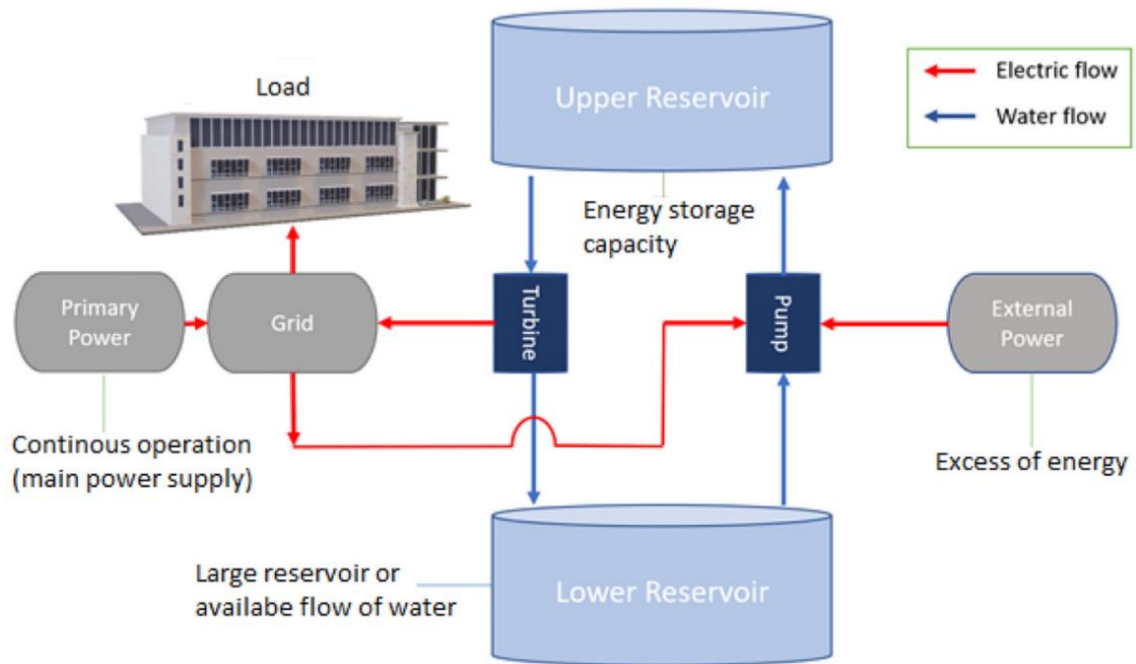 Load
Upper Reservoir
Electric flow
Water flow
Energy storage
capacity
Primary
Power
Grid
Turbine
Pump
External
Power
Continous operation
(main power supply)
Excess of energy
Large reservoir or
availabe flow of water
Lower Reservoir